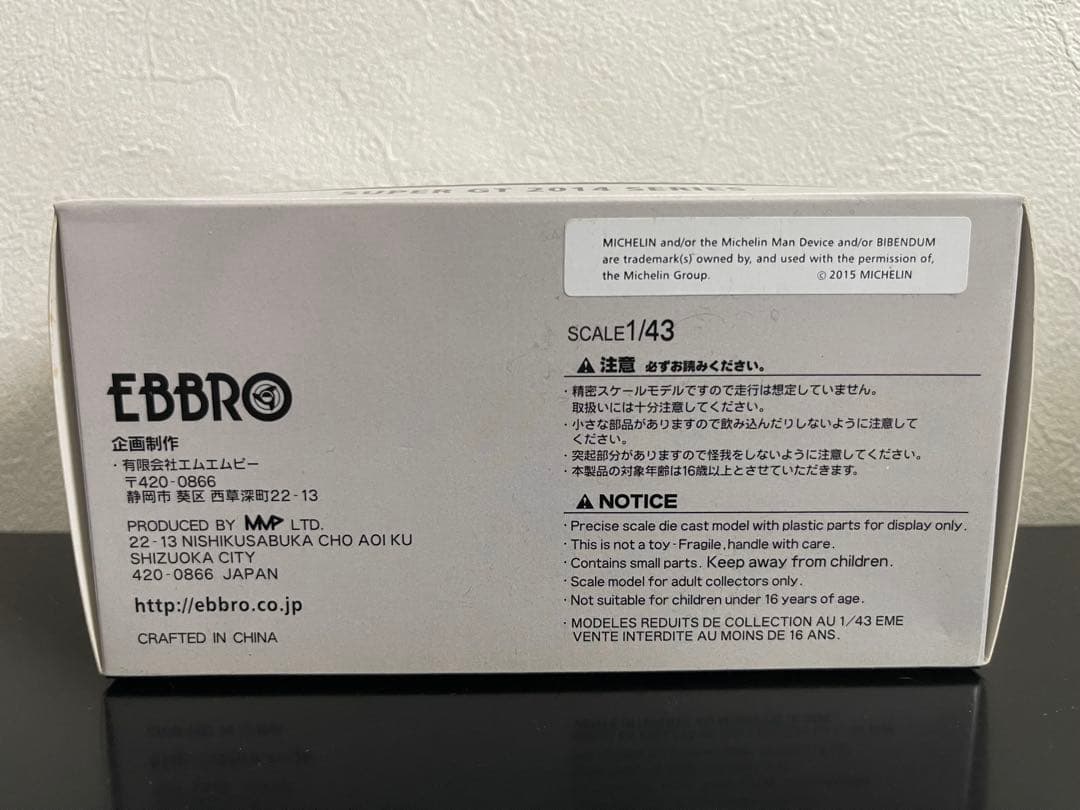 SUPER GT 2014 SERIES
MICHELIN and/or the Michelin Man Device and/or BIBENDUM
are trademark(s) owned by, and used with the permission of,
the Michelin Group. © 2015 MICHELIN
SCALE1/43
注意 必ずお読みください。
・精密スケールモデルですので走行は想定していません。
取扱いには十分注意してください。
・小さな部品がありますので飲み込んだりしないように注意して
ください。
・突起部分がありますので怪我をしないように注意してください。
・本製品の対象年齢は16歳以上とさせていただきます。
NOTICE
・Precise scale die cast model with plastic parts for display only.
・This is not a toy-Fragile, handle with care.
・Contains small parts. Keep away from children.
・Scale model for adult collectors only.
・Not suitable for children under 16 years of age.
・MODELES REDUITS DE COLLECTION AU 1/43 EME
VENTE INTERDITE AU MOINS DE 16 ANS.
EBBRO
企画制作
・有限会社エムエムピー
〒420-0866
静岡市 葵区 西草深町22-13
PRODUCED BY MMP LTD.
22-13 NISHIKUSABUKA CHO AOI KU
SHIZUOKA CITY
420-0866 JAPAN
http://ebbro.co.jp
CRAFTED IN CHINA